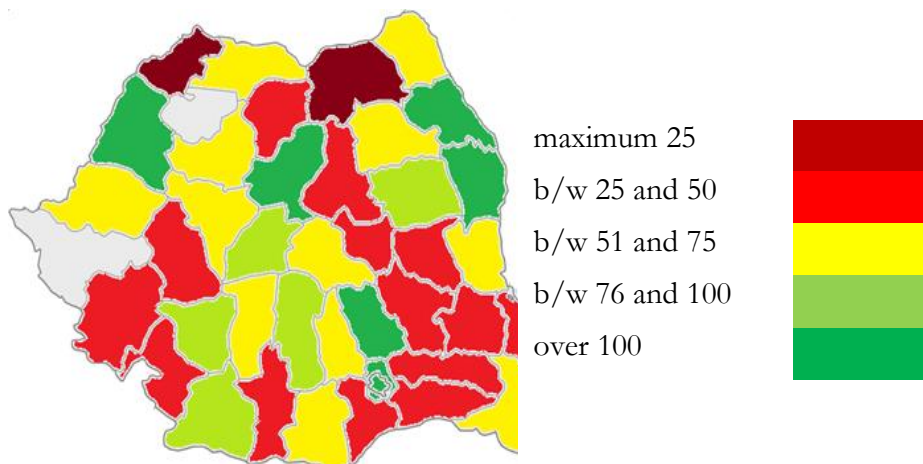 maximum 25
b/w 25 and 50
b/w 51 and 75
b/w 76 and 100
over 100